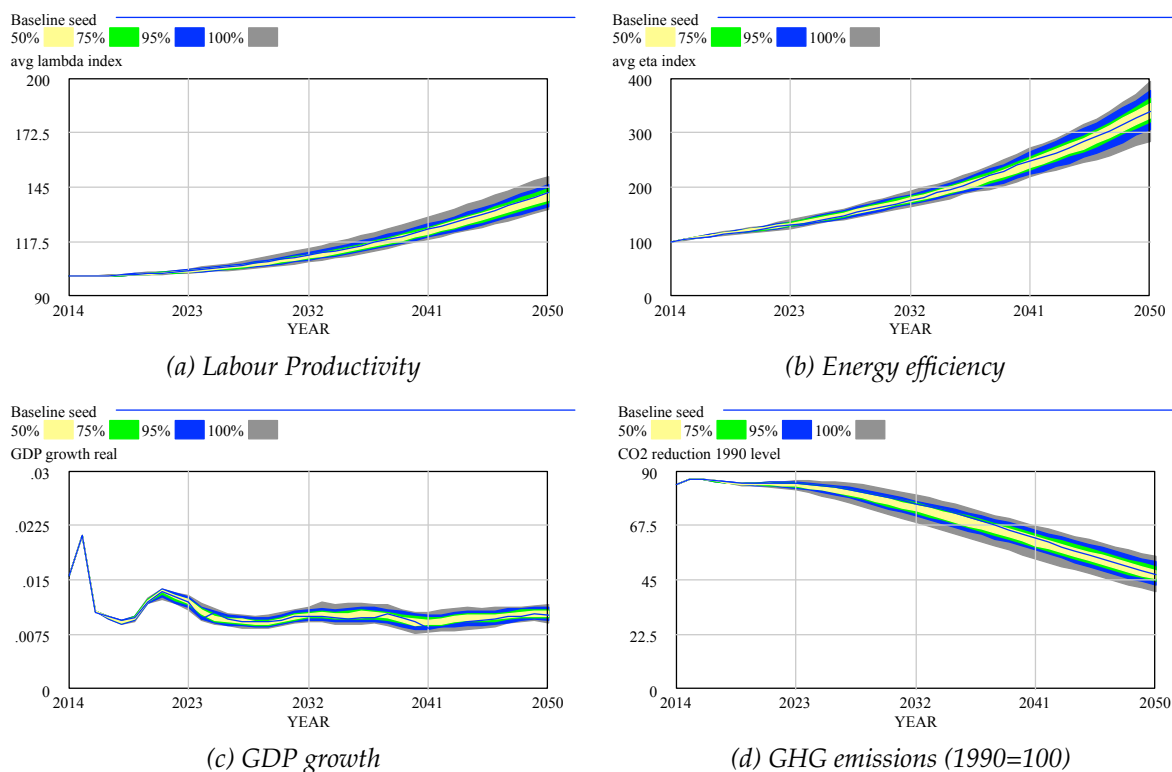 Baseline seed
50% 75% 95% 100%
avg lambda index
200
172.5
145
117.5
90
2014 2023 2032 2041 2050
YEAR
(a) Labour Productivity
Baseline seed
50% 75% 95% 100%
avg eta index
400
300
200
100
0
2014 2023 2032 2041 2050
YEAR
(b) Energy efficiency
Baseline seed
50% 75% 95% 100%
GDP growth real
.03
.0225
.015
.0075
0
2014 2023 2032 2041 2050
YEAR
(c) GDP growth
Baseline seed
50% 75% 95% 100%
CO2 reduction 1990 level
90
67.5
45
22.5
0
2014 2023 2032 2041 2050
YEAR
(d) GHG emissions (1990=100)